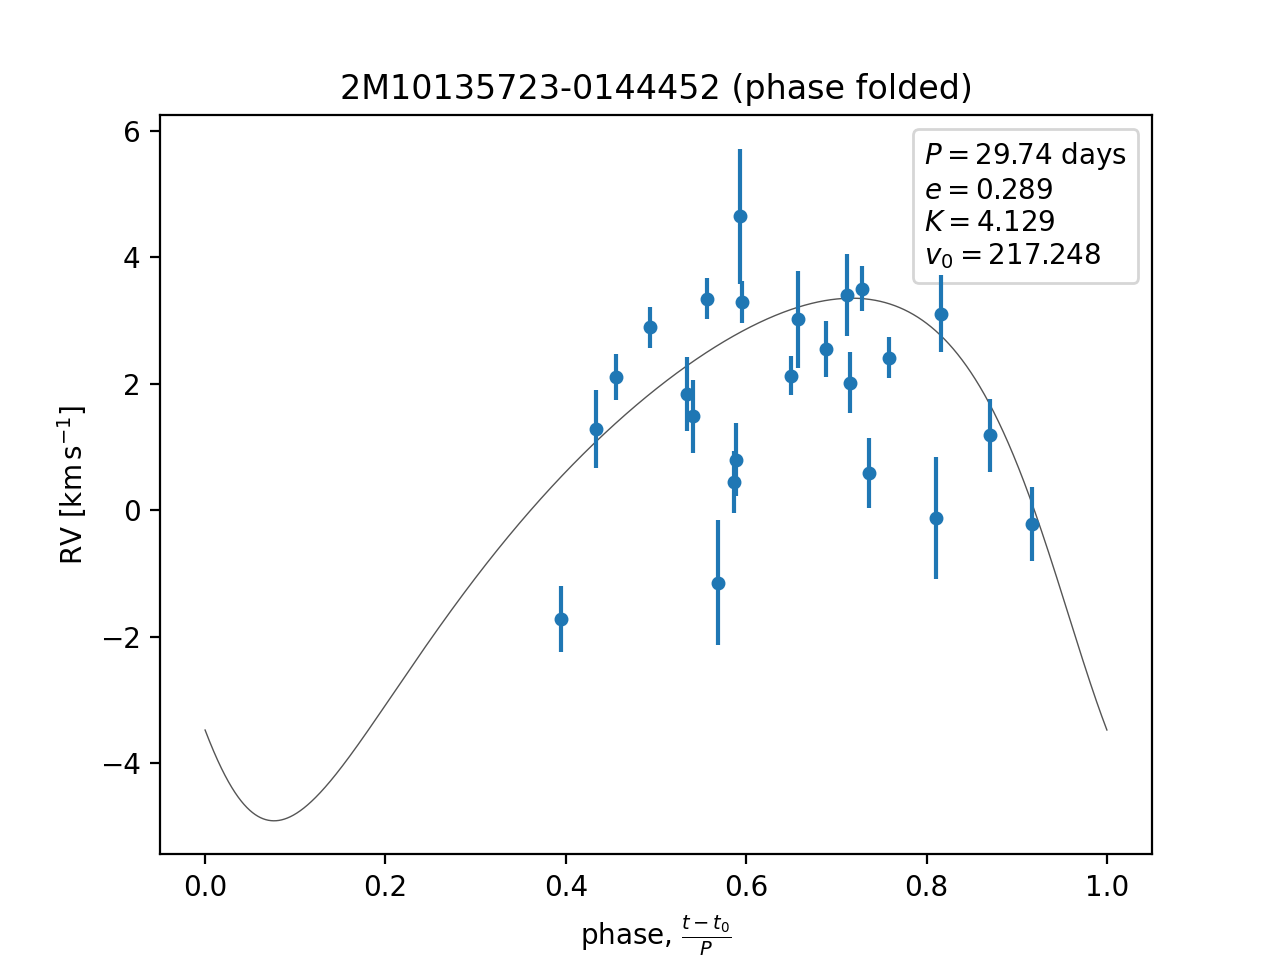 2M10135723-0144452 (phase folded)
P = 29.74 days
e = 0.289
K = 4.129
v₀ = 217.248
RV [km s⁻¹]
6
4
2
0
−2
−4
0.0 0.2 0.4 0.6 0.8 1.0
phase, (t − t₀)/P